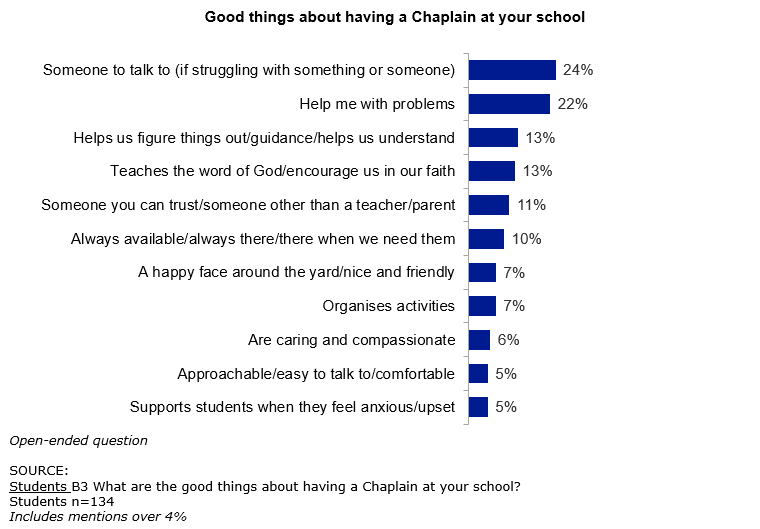 Good things about having a Chaplain at your school
Someone to talk to (if struggling with something or someone) 24%
Help me with problems 22%
Helps us figure things out/guidance/helps us understand 13%
Teaches the word of God/encourage us in our faith 13%
Someone you can trust/someone other than a teacher/parent 11%
Always available/always there/there when we need them 10%
A happy face around the yard/nice and friendly 7%
Organises activities 7%
Are caring and compassionate 6%
Approachable/easy to talk to/comfortable 5%
Supports students when they feel anxious/upset 5%
Open-ended question
SOURCE:
Students B3 What are the good things about having a Chaplain at your school?
Students n=134
Includes mentions over 4%